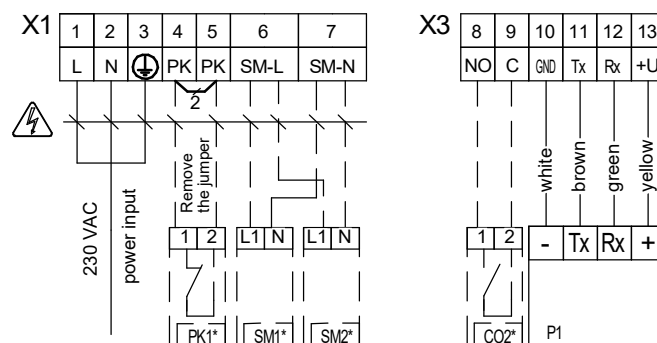 X1 1 2 3 4 5 6 7
L N PK PK SM-L SM-N
2
230 VAC
power input
Remove
the jumper
1 2 L1 N L1 N
PK1* SM1* SM2*
X3 8 9 10 11 12 13
NO C GND Tx Rx +U
white
brown
green
yellow
1 2 - Tx Rx +
CO2* P1